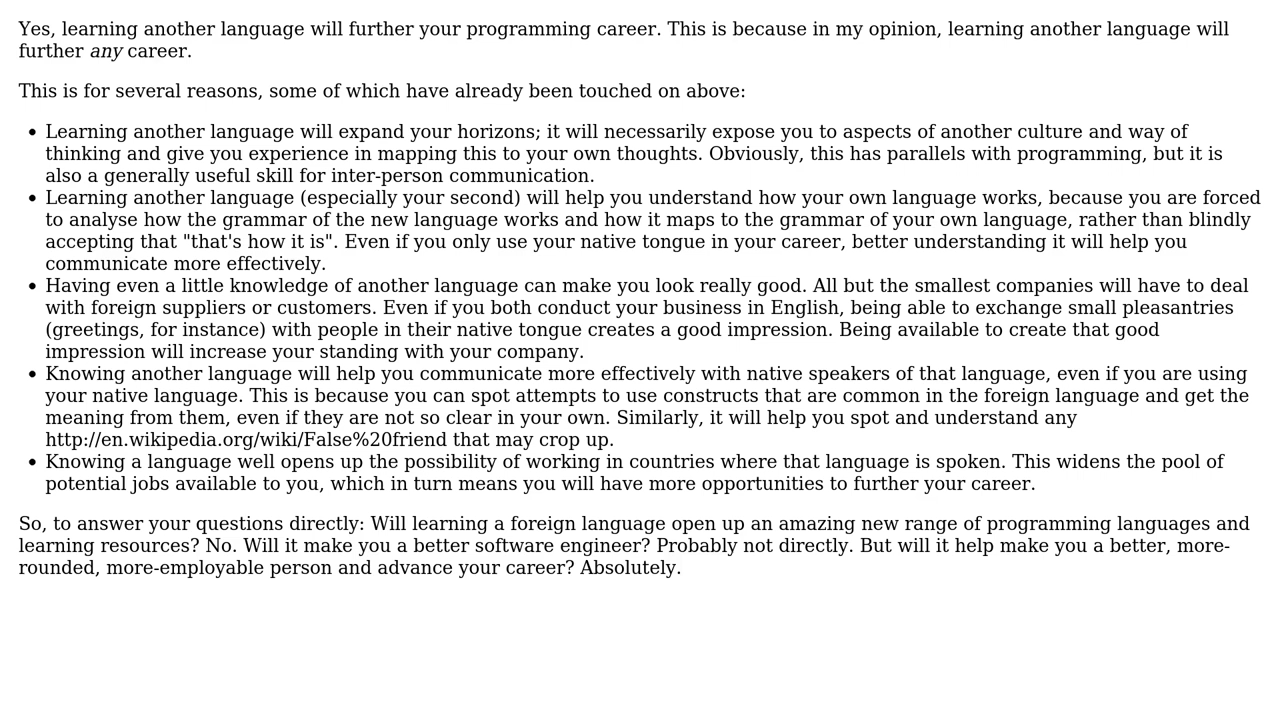 Yes, learning another language will further your programming career. This is because in my opinion, learning another language will
further any career.
This is for several reasons, some of which have already been touched on above:
• Learning another language will expand your horizons; it will necessarily expose you to aspects of another culture and way of
thinking and give you experience in mapping this to your own thoughts. Obviously, this has parallels with programming, but it is
also a generally useful skill for inter-person communication.
• Learning another language (especially your second) will help you understand how your own language works, because you are forced
to analyse how the grammar of the new language works and how it maps to the grammar of your own language, rather than blindly
accepting that "that's how it is". Even if you only use your native tongue in your career, better understanding it will help you
communicate more effectively.
• Having even a little knowledge of another language can make you look really good. All but the smallest companies will have to deal
with foreign suppliers or customers. Even if you both conduct your business in English, being able to exchange small pleasantries
(greetings, for instance) with people in their native tongue creates a good impression. Being available to create that good
impression will increase your standing with your company.
• Knowing another language will help you communicate more effectively with native speakers of that language, even if you are using
your native language. This is because you can spot attempts to use constructs that are common in the foreign language and get the
meaning from them, even if they are not so clear in your own. Similarly, it will help you spot and understand any
http://en.wikipedia.org/wiki/False%20friend that may crop up.
• Knowing a language well opens up the possibility of working in countries where that language is spoken. This widens the pool of
potential jobs available to you, which in turn means you will have more opportunities to further your career.
So, to answer your questions directly: Will learning a foreign language open up an amazing new range of programming languages and
learning resources? No. Will it make you a better software engineer? Probably not directly. But will it help make you a better, more-
rounded, more-employable person and advance your career? Absolutely.